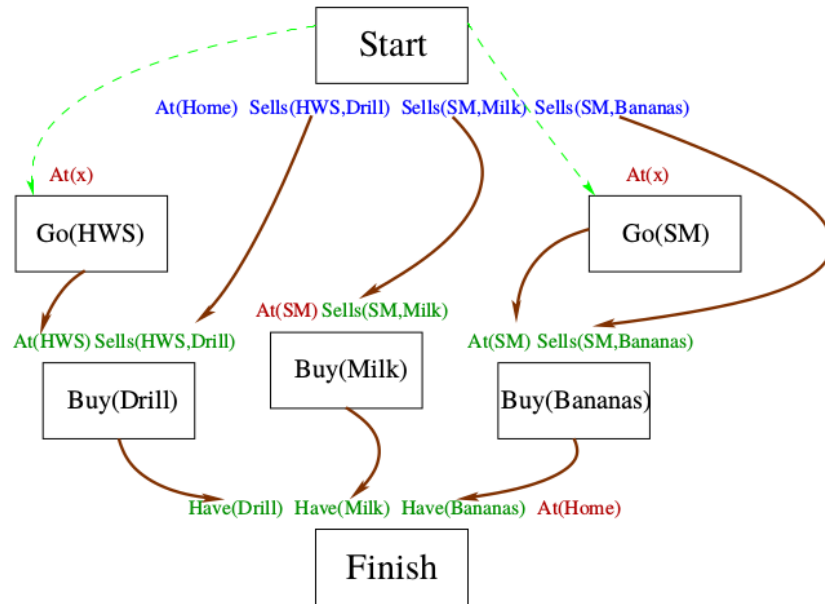 Start
At(Home) Sells(HWS,Drill) Sells(SM,Milk) Sells(SM,Bananas)
At(x) At(x)
Go(HWS) Go(SM)
At(SM) Sells(SM,Milk)
At(HWS) Sells(HWS,Drill) At(SM) Sells(SM,Bananas)
Buy(Milk)
Buy(Drill) Buy(Bananas)
Have(Drill) Have(Milk) Have(Bananas) At(Home)
Finish